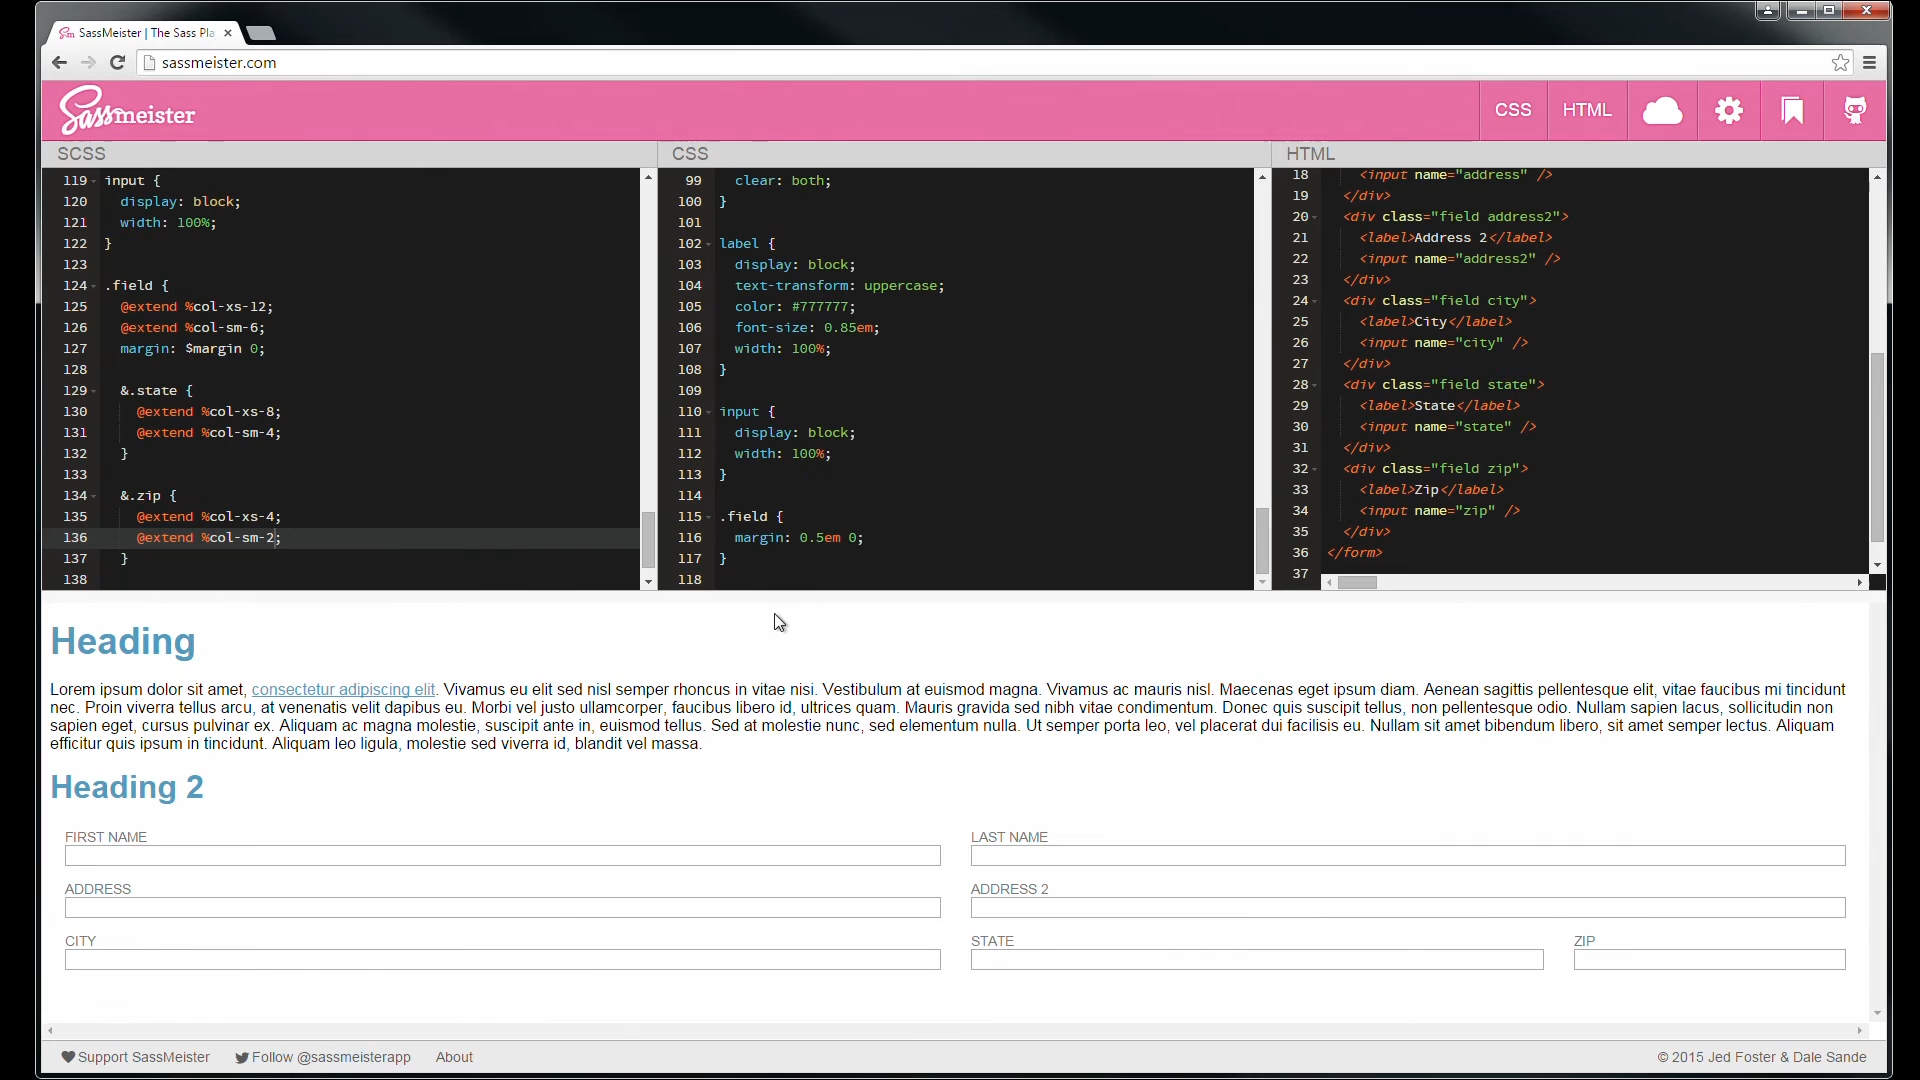 SassMeister | The Sass Pla
sassmeister.com
Sassmeister
CSS
HTML
SCSS
119 input {
120 display: block;
121 width: 100%;
122 }
123
124 .field {
125 @extend %col-xs-12;
126 @extend %col-sm-6;
127 margin: $margin 0;
128
129 &.state {
130 @extend %col-xs-8;
131 @extend %col-sm-4;
132 }
133
134 &.zip {
135 @extend %col-xs-4;
136 @extend %col-sm-2;
137 }
138
CSS
99 clear: both;
100 }
101
102 label {
103 display: block;
104 text-transform: uppercase;
105 color: #777777;
106 font-size: 0.85em;
107 width: 100%;
108 }
109
110 input {
111 display: block;
112 width: 100%;
113 }
114
115 .field {
116 margin: 0.5em 0;
117 }
118
HTML
18 <input name="address" />
19 </div>
20 <div class="field address2">
21 <label>Address 2</label>
22 <input name="address2" />
23 </div>
24 <div class="field city">
25 <label>City</label>
26 <input name="city" />
27 </div>
28 <div class="field state">
29 <label>State</label>
30 <input name="state" />
31 </div>
32 <div class="field zip">
33 <label>Zip</label>
34 <input name="zip" />
35 </div>
36 </form>
37
Heading
Lorem ipsum dolor sit amet, consectetur adipiscing elit. Vivamus eu elit sed nisl semper rhoncus in vitae nisi. Vestibulum at euismod magna. Vivamus ac mauris nisl. Maecenas eget ipsum diam. Aenean sagittis pellentesque elit, vitae faucibus mi tincidunt
nec. Proin viverra tellus arcu, at venenatis velit dapibus eu. Morbi vel justo ullamcorper, faucibus libero id, ultrices quam. Mauris gravida sed nibh vitae condimentum. Donec quis suscipit tellus, non pellentesque odio. Nullam sapien lacus, sollicitudin non
sapien eget, cursus pulvinar ex. Aliquam ac magna molestie, suscipit ante in, euismod tellus. Sed at molestie nunc, sed elementum nulla. Ut semper porta leo, vel placerat dui facilisis eu. Nullam sit amet bibendum libero, sit amet semper lectus. Aliquam
efficitur quis ipsum in tincidunt. Aliquam leo ligula, molestie sed viverra id, blandit vel massa.
Heading 2
FIRST NAME
LAST NAME
ADDRESS
ADDRESS 2
CITY
STATE
ZIP
Support SassMeister
Follow @sassmeisterapp
About
© 2015 Jed Foster & Dale Sande